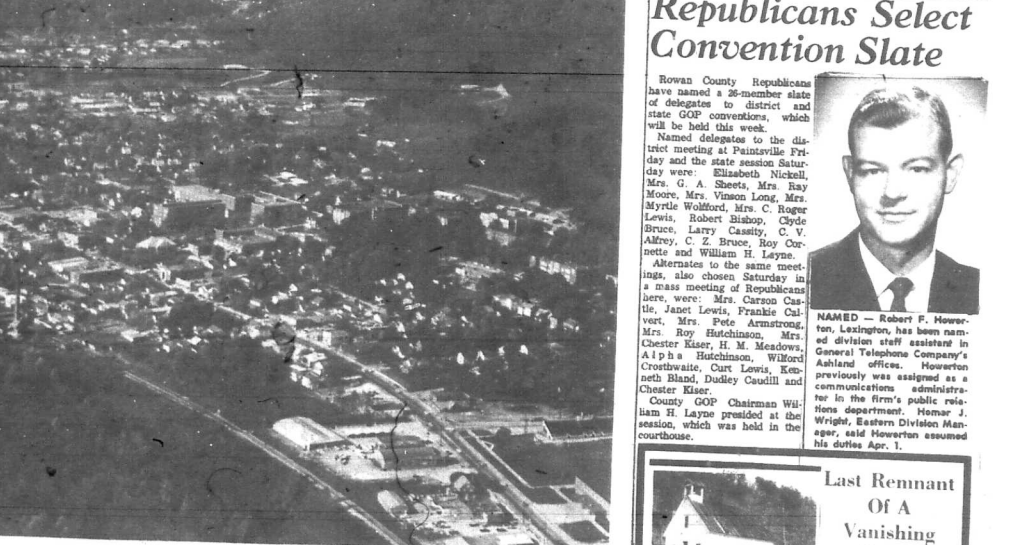 Republicans Select
Convention Slate
Rowan County Republicans
have named a 26-member slate
of delegates to district and
state GOP conventions, which
will be held this week.
Named delegates to the dis-
trict meeting at Paintsville Fri-
day and the state session Satur-
day were: Elizabeth Nickell,
Mrs. G. A. Sheets, Mrs. Ray
Moore, Mrs. Vinson Long, Mrs.
Myrtle Wolfford, Mrs. C. Roger
Lewis, Robert Bishop, Clyde
Bruce, Larry Cassity, C. V.
Alfrey, C. Z. Bruce, Roy Cor-
nette and William H. Layne.
Alternates to the same meet-
ings, also chosen Saturday in
a mass meeting of Republicans
here, were: Mrs. Carson Cas-
tle, Janet Lewis, Frankie Cal-
vert, Mrs. Pete Armstrong,
Mrs. Roy Hutchinson, Mrs.
Chester Kiser, H. M. Meadows,
Alpha Hutchinson, Wilford
Crosthwaite, Curt Lewis, Ken-
neth Bland, Dudley Caudill and
Chester Kiser.
County GOP Chairman Wil-
liam H. Layne presided at the
session, which was held in the
courthouse.
NAMED — Robert F. Hower-
ton, Lexington, has been nam-
ed division staff assistant in
General Telephone Company's
Ashland offices. Howerton
previously was assigned as a
communications administra-
tor in the firm's public rela-
tions department. Homer J.
Wright, Eastern Division Man-
ager, said Howerton assumed
his duties Apr. 1.
Last Remnant
Of A
Vanishing